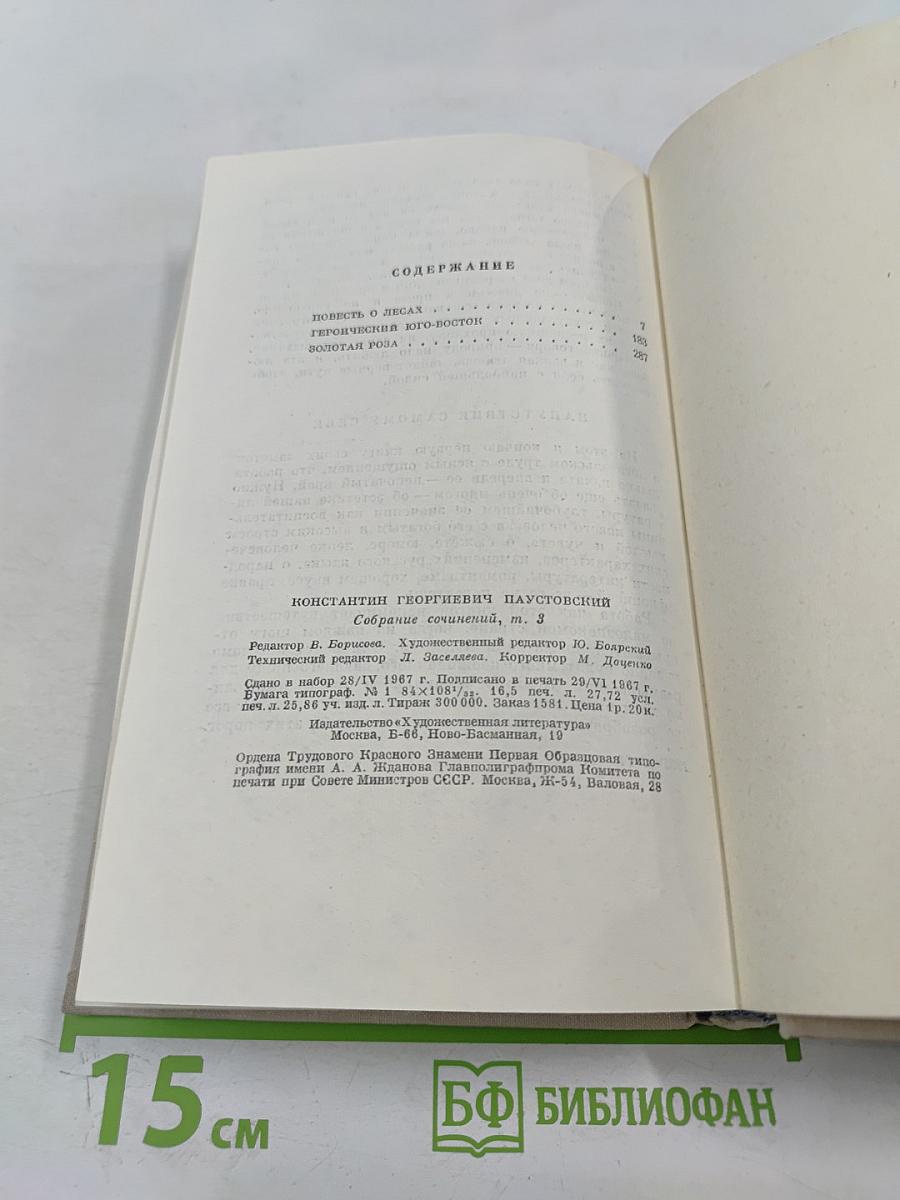 СОДЕРЖАНИЕ
ПОВЕСТЬ О ЛЕСАХ . . . . . . . . . . . . . . 7
ГЕРОИЧЕСКИЙ ЮГО-ВОСТОК . . . . . . . . . . 183
ЗОЛОТАЯ РОЗА . . . . . . . . . . . . . . . . 287
НАПУТСТВИЕ САМОМУ СЕБЕ
КОНСТАНТИН ГЕОРГИЕВИЧ ПАУСТОВСКИЙ
Собрание сочинений, т. 3
Редактор В. Борисова. Художественный редактор Ю. Боярский
Технический редактор Л. Заселяева. Корректор М. Доценко
Сдано в набор 28/IV 1967 г. Подписано в печать 29/VI 1967 г.
Бумага типограф. № 1 84×108¹/₃₂. 16,5 печ. л. 27,72 усл.
печ. л. 25,86 уч. изд. л. Тираж 300 000. Заказ 1581. Цена 1р. 20к.
Издательство «Художественная литература»
Москва, Б-66, Ново-Басманная, 19
Ордена Трудового Красного Знамени Первая Образцовая типо-
графия имени А. А. Жданова Главполиграфпрома Комитета по
печати при Совете Министров СССР. Москва, Ж-54, Валовая, 28
15 см
БФ БИБЛИОФАН